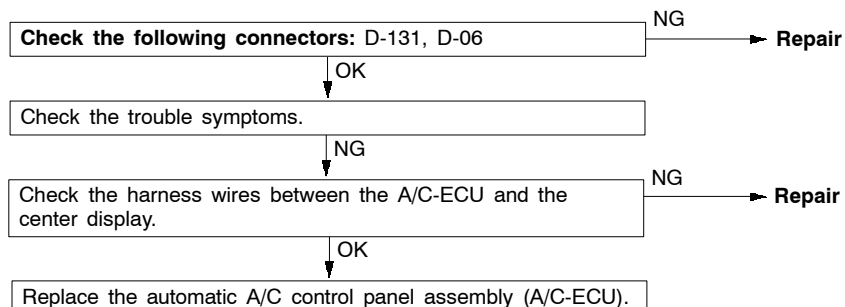 NG
Check the following connectors: D-131, D-06
Repair
OK
Check the trouble symptoms.
NG
NG
Check the harness wires between the A/C-ECU and the
center display.
Repair
OK
Replace the automatic A/C control panel assembly (A/C-ECU).